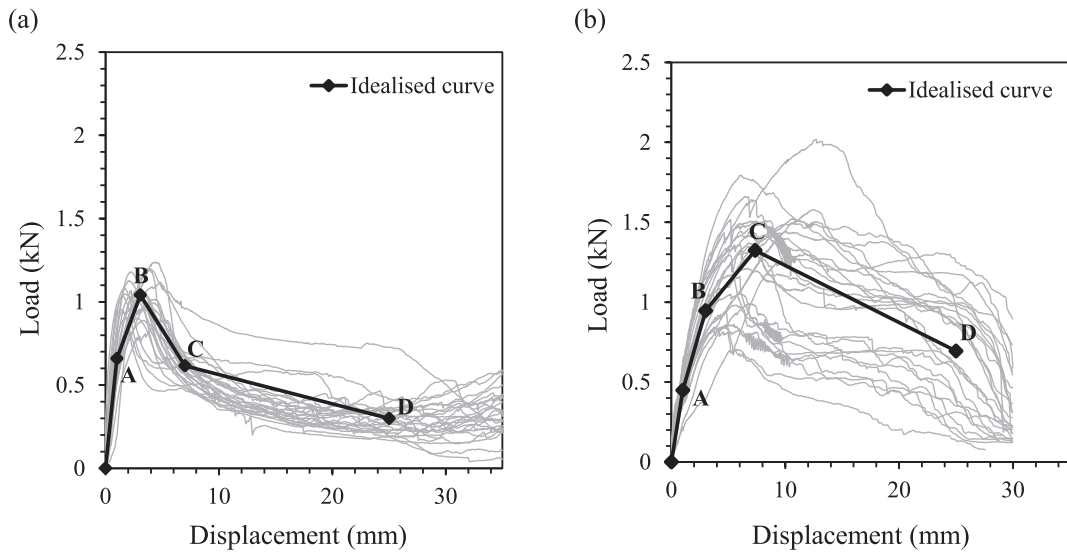 (a)
2.5
2
1.5
1
0.5
0
0
10
20
30
Load (kN)
Displacement (mm)
Idealised curve
A
B
C
D
(b)
2.5
2
1.5
1
0.5
0
0
10
20
30
Load (kN)
Displacement (mm)
Idealised curve
A
B
C
D